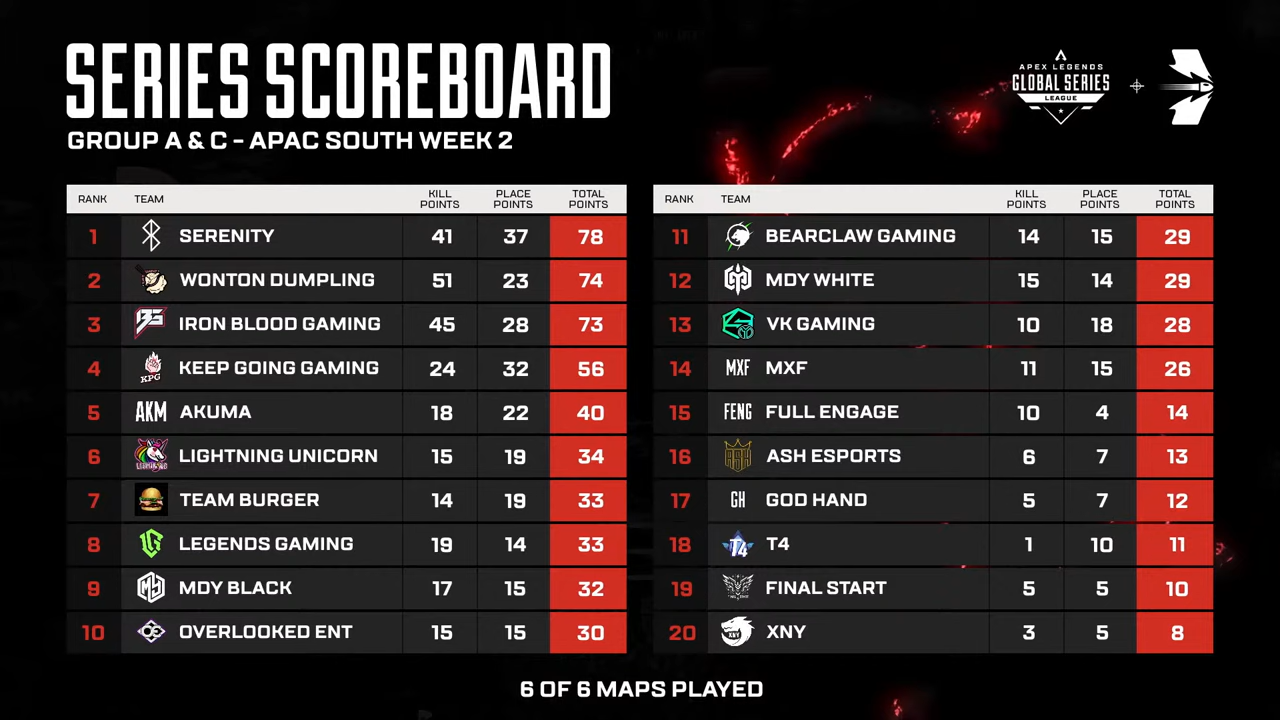 SERIES SCOREBOARD
GROUP A & C - APAC SOUTH WEEK 2
APEX LEGENDS
GLOBAL SERIES
LEAGUE
RANK TEAM KILL POINTS PLACE POINTS TOTAL POINTS
1 SERENITY 41 37 78
2 WONTON DUMPLING 51 23 74
3 IRON BLOOD GAMING 45 28 73
4 KPG KEEP GOING GAMING 24 32 56
5 AKM AKUMA 18 22 40
6 LIGHTNING UNICORN 15 19 34
7 TEAM BURGER 14 19 33
8 LG LEGENDS GAMING 19 14 33
9 MDY BLACK 17 15 32
10 OE OVERLOOKED ENT 15 15 30
RANK TEAM KILL POINTS PLACE POINTS TOTAL POINTS
11 BEARCLAW GAMING 14 15 29
12 MDY WHITE 15 14 29
13 VK GAMING 10 18 28
14 MXF MXF 11 15 26
15 FENG FULL ENGAGE 10 4 14
16 ASH ASH ESPORTS 6 7 13
17 GH GOD HAND 5 7 12
18 T4 T4 1 10 11
19 FINAL START 5 5 10
20 XNY XNY 3 5 8
6 OF 6 MAPS PLAYED